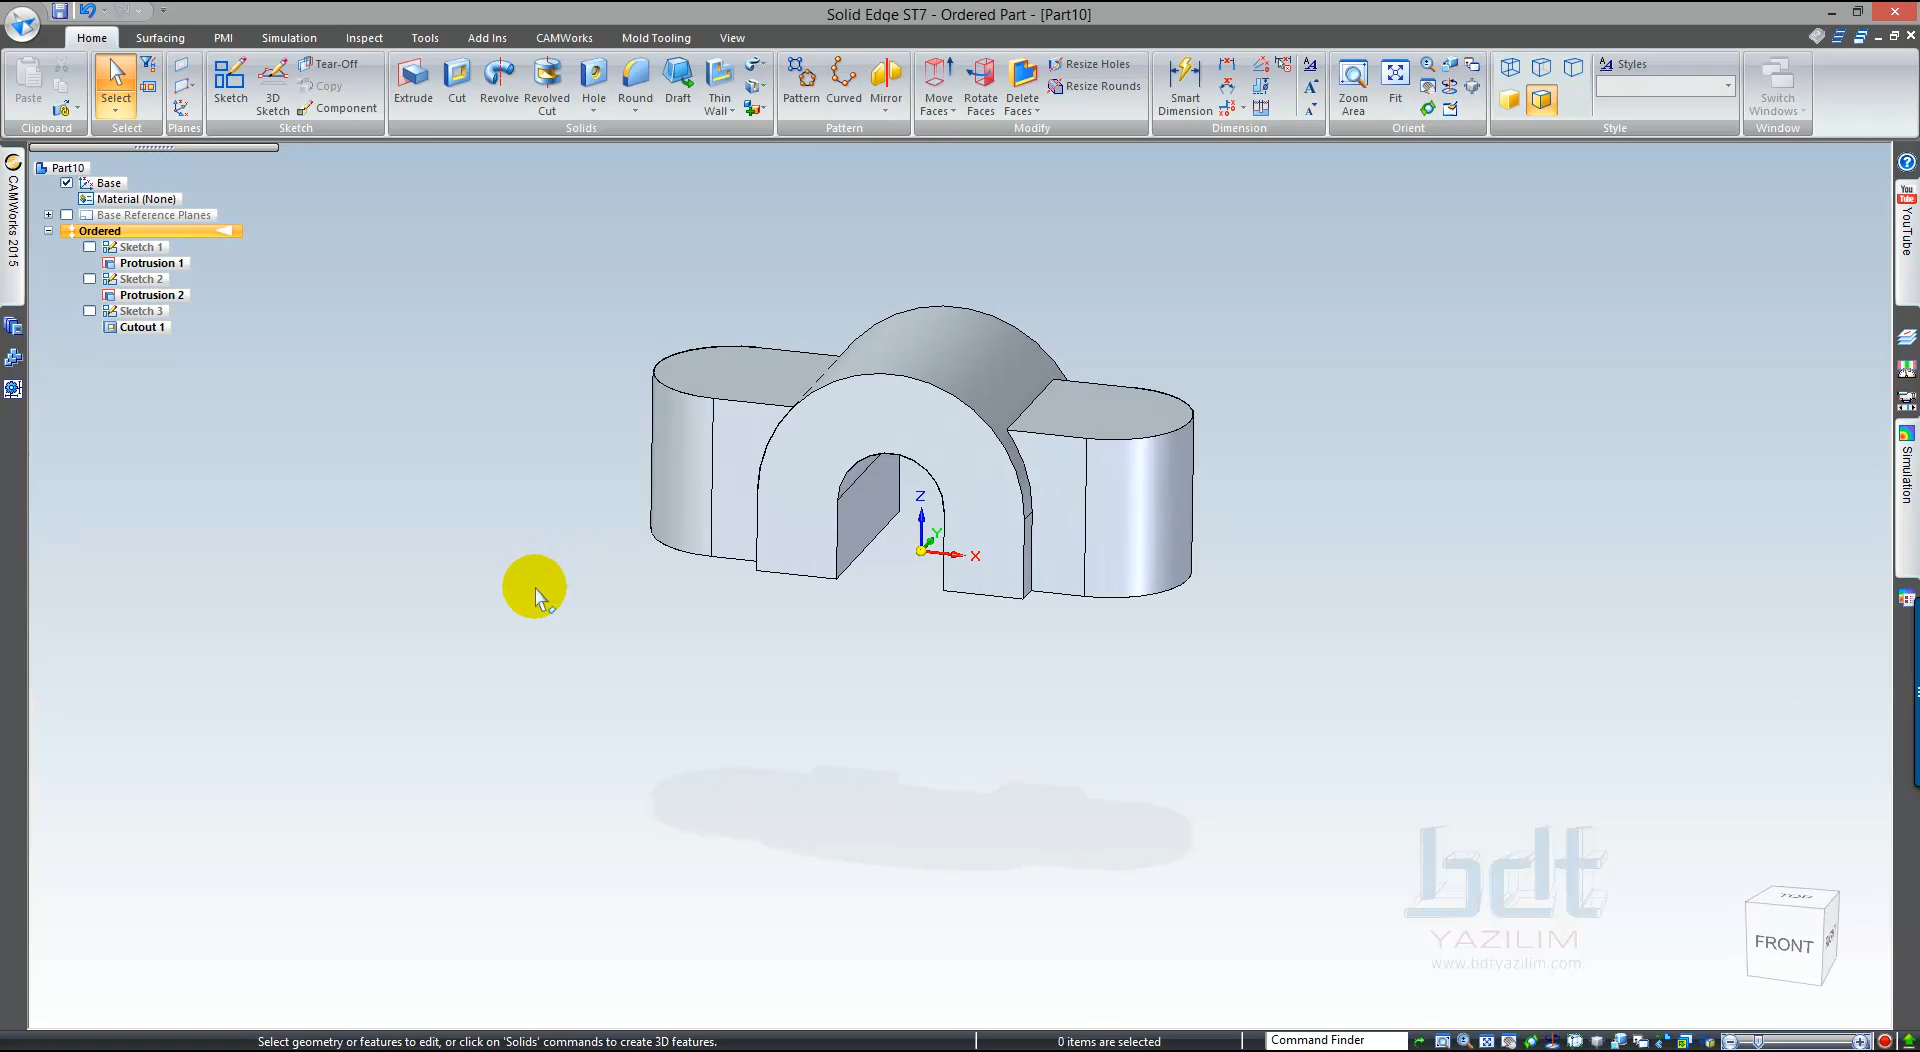 Solid Edge ST7 - Ordered Part - [Part10]
Home
Surfacing
PMI
Simulation
Inspect
Tools
Add Ins
CAMWorks
Mold Tooling
View
Paste
Clipboard
Select
Select
Planes
Sketch
3D
Sketch
Tear-Off
Copy
Component
Sketch
Extrude
Cut
Revolve
Revolved
Cut
Hole
Round
Draft
Thin
Wall
Solids
Pattern
Curved
Mirror
Pattern
Move
Faces
Rotate
Faces
Delete
Faces
Resize Holes
Resize Rounds
Modify
Smart
Dimension
Dimension
Zoom
Area
Fit
Orient
Styles
Style
Switch
Windows
Window
CAMWorks 2015
Part10
Base
Material (None)
Base Reference Planes
Ordered
Sketch 1
Protrusion 1
Sketch 2
Protrusion 2
Sketch 3
Cutout 1
Z
Y
X
You
Tube
YouTube
Simulation
bdt
YAZILIM
www.bdtyazilim.com
TOP
FRONT
Select geometry or features to edit, or click on 'Solids' commands to create 3D features.
0 items are selected
Command Finder